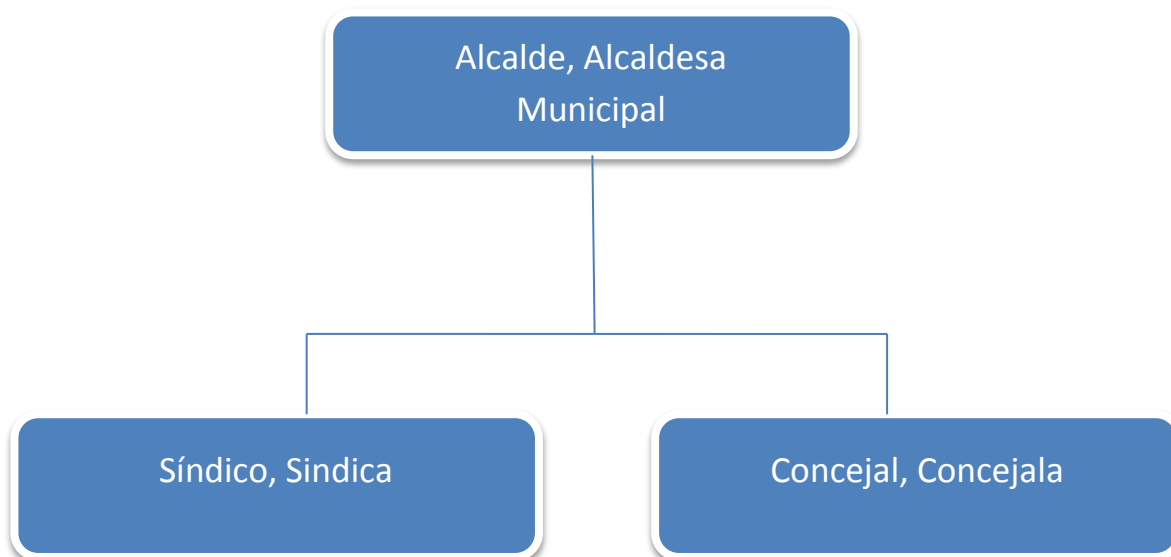 Alcalde, Alcaldesa
Municipal
Síndico, Sindica
Concejal, Concejala